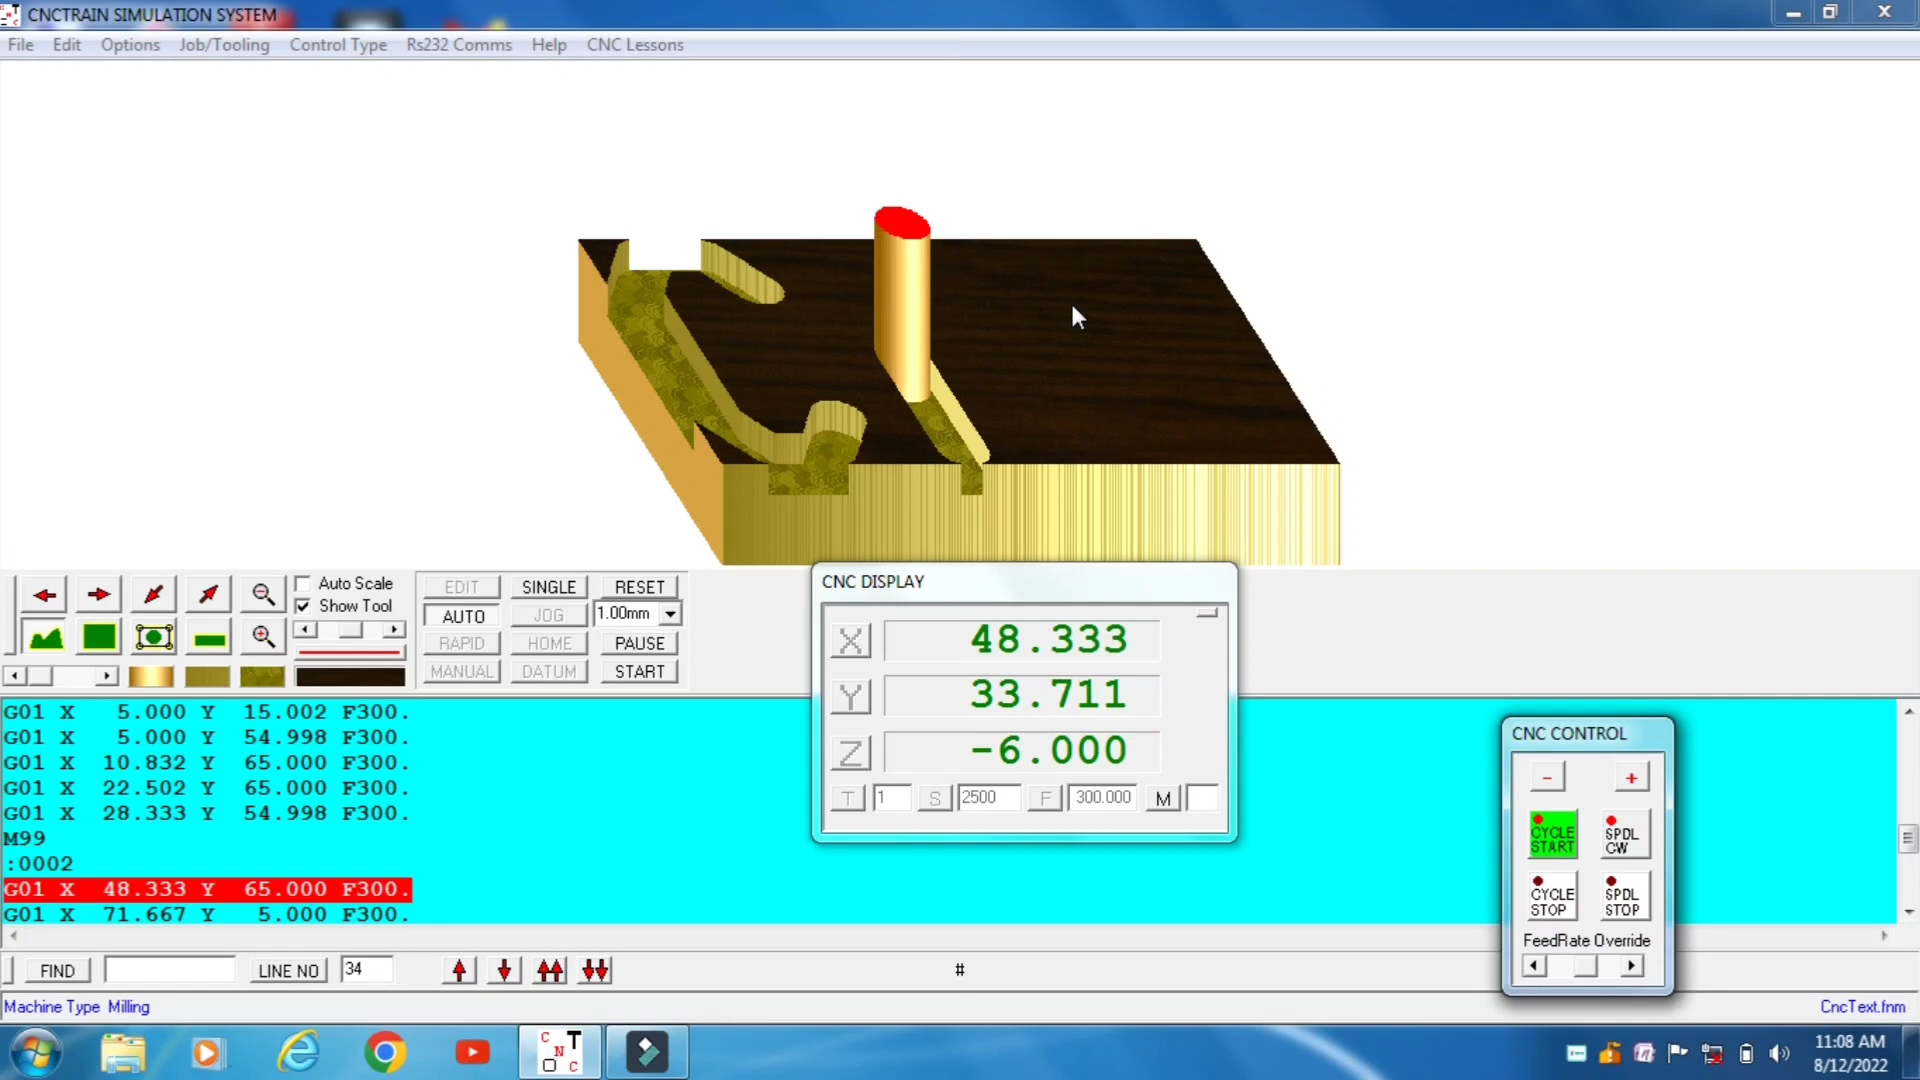 CNCTRAIN SIMULATION SYSTEM
File Edit Options Job/Tooling Control Type Rs232 Comms Help CNC Lessons
Auto Scale
Show Tool
EDIT SINGLE RESET
AUTO JOG 1.00mm
RAPID HOME PAUSE
MANUAL DATUM START
CNC DISPLAY
X 48.333
Y 33.711
Z -6.000
T 1 S 2500 F 300.000 M
G01 X 5.000 Y 15.002 F300.
G01 X 5.000 Y 54.998 F300.
G01 X 10.832 Y 65.000 F300.
G01 X 22.502 Y 65.000 F300.
G01 X 28.333 Y 54.998 F300.
M99
:0002
G01 X 48.333 Y 65.000 F300.
G01 X 71.667 Y 5.000 F300.
CNC CONTROL
- +
CYCLE START
SPDL CW
CYCLE STOP
SPDL STOP
FeedRate Override
FIND LINE NO 34 #
Machine Type Milling
CncText.fnm
C N T O C
11:08 AM
8/12/2022